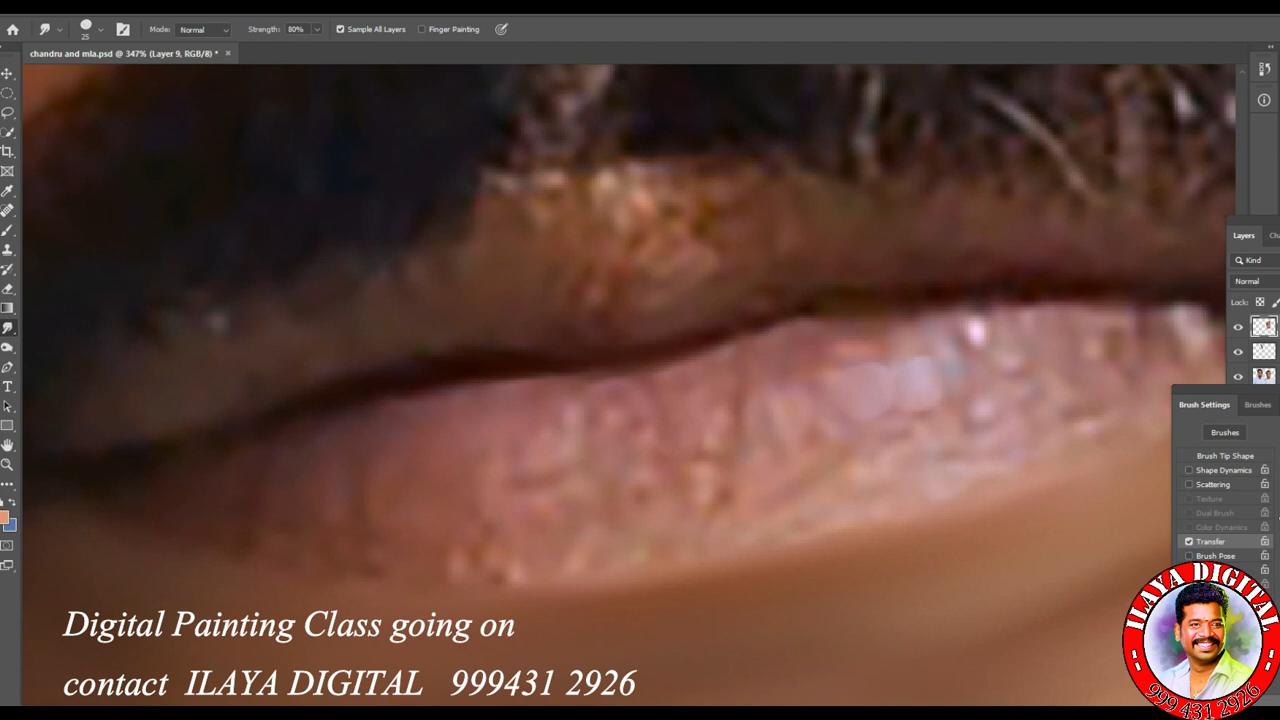 25
Mode: Normal
Strength: 80%
Sample All Layers
Finger Painting
chandru and mla.psd @ 347% (Layer 9, RGB/8) *
Layers
Ch
Kind
Normal
Lock:
Brush Settings
Brushes
Brushes
Brush Tip Shape
Shape Dynamics
Scattering
Texture
Dual Brush
Color Dynamics
Transfer
Brush Pose
Digital Painting Class going on
contact ILAYA DIGITAL 999431 2926
ILAYA DIGITAL
999 431 2926